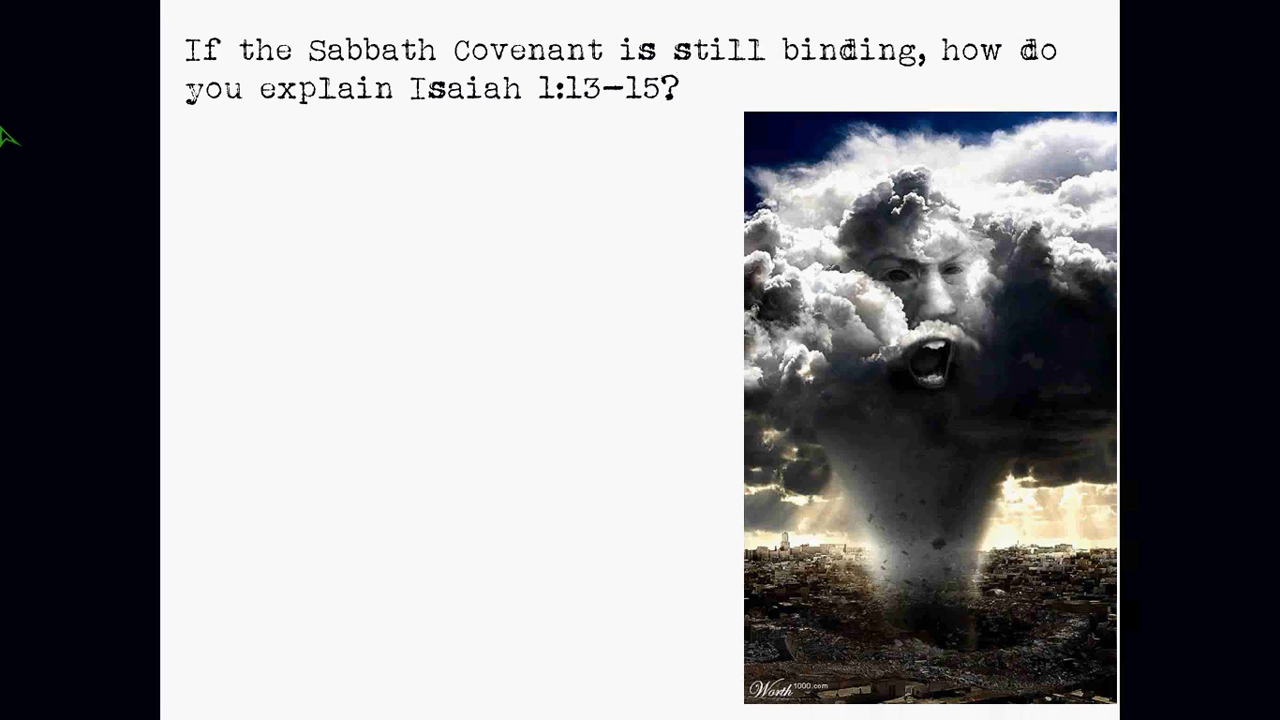 If the Sabbath Covenant is still binding, how do
you explain Isaiah 1:13-15?
Worth1000.com